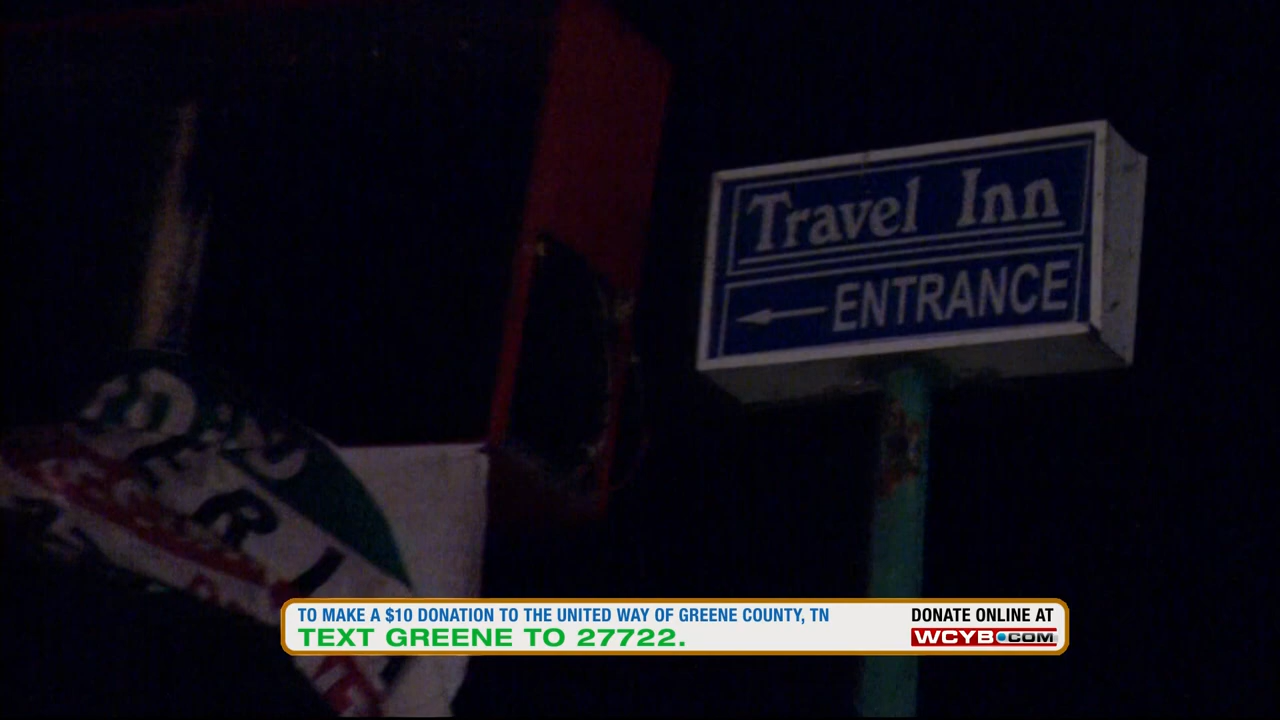 Travel Inn
ENTRANCE
TO MAKE A $10 DONATION TO THE UNITED WAY OF GREENE COUNTY, TN
TEXT GREENE TO 27722.
DONATE ONLINE AT
WCYB.COM